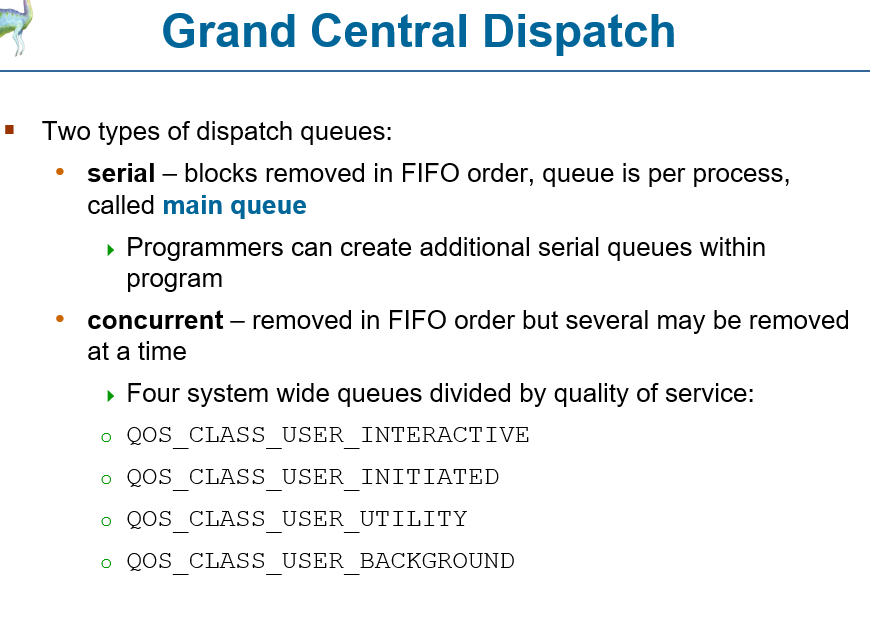 Grand Central Dispatch
▪ Two types of dispatch queues:
• serial – blocks removed in FIFO order, queue is per process,
called main queue
Programmers can create additional serial queues within
program
• concurrent – removed in FIFO order but several may be removed
at a time
Four system wide queues divided by quality of service:
o QOS_CLASS_USER_INTERACTIVE
o QOS_CLASS_USER_INITIATED
o QOS_CLASS_USER_UTILITY
o QOS_CLASS_USER_BACKGROUND